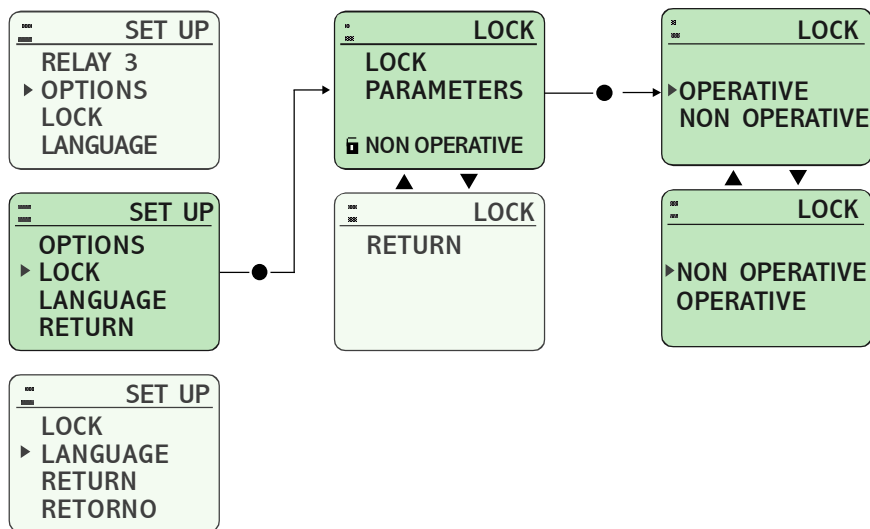 SET UP
RELAY 3
OPTIONS
LOCK
LANGUAGE
SET UP
OPTIONS
LOCK
LANGUAGE
RETURN
SET UP
LOCK
LANGUAGE
RETURN
RETORNO
LOCK
LOCK
PARAMETERS
NON OPERATIVE
LOCK
RETURN
LOCK
OPERATIVE
NON OPERATIVE
LOCK
NON OPERATIVE
OPERATIVE